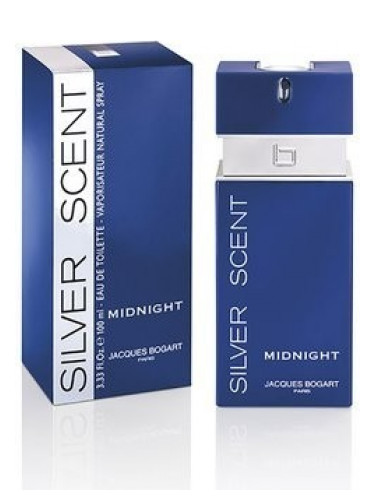 SILVER SCENT
3.33 Fl.Oz. e 100 ml - EAU DE TOILETTE - VAPORISATEUR NATURAL SPRAY
MIDNIGHT
JACQUES BOGART
PARIS
SILVER SCENT
MIDNIGHT
JACQUES BOGART
PARIS